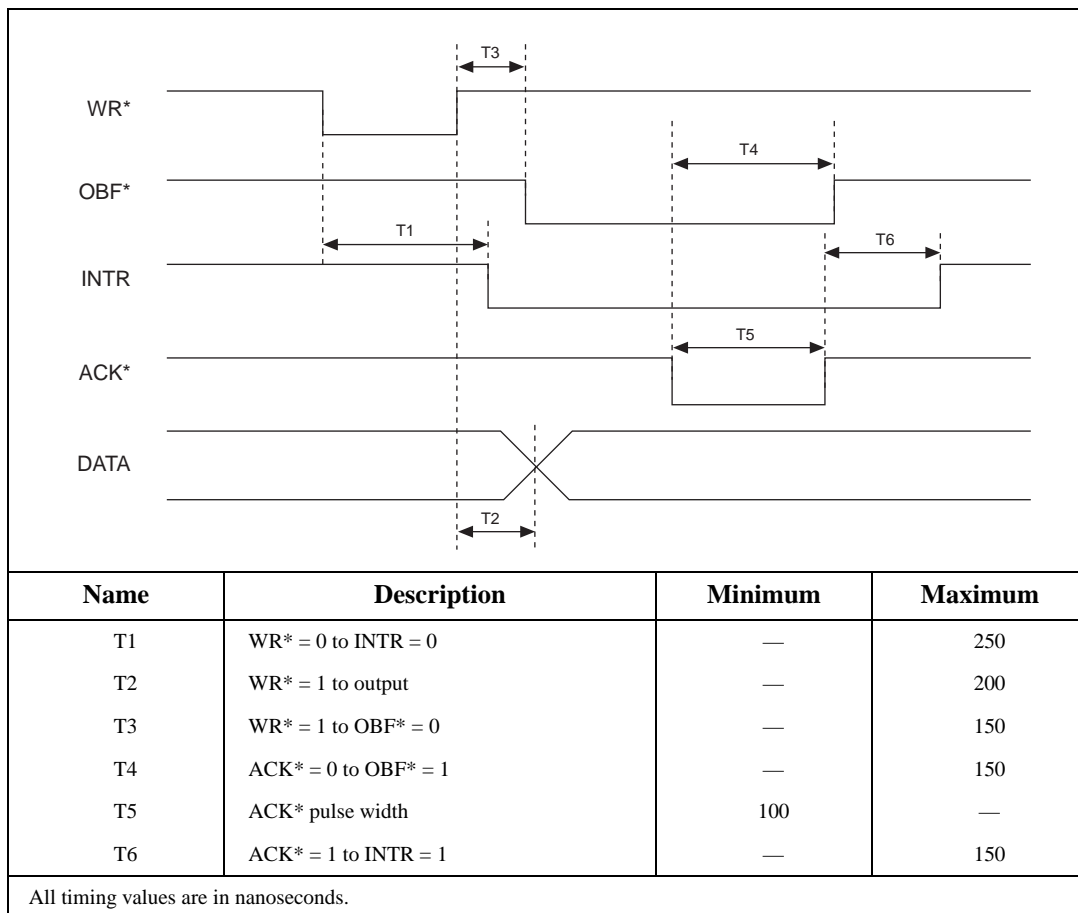 T3
WR*
T4
OBF*
T1
T6
INTR
T5
ACK*
DATA
T2
Name Description Minimum Maximum
T1 WR* = 0 to INTR = 0 — 250
T2 WR* = 1 to output — 200
T3 WR* = 1 to OBF* = 0 — 150
T4 ACK* = 0 to OBF* = 1 — 150
T5 ACK* pulse width 100 —
T6 ACK* = 1 to INTR = 1 — 150
All timing values are in nanoseconds.